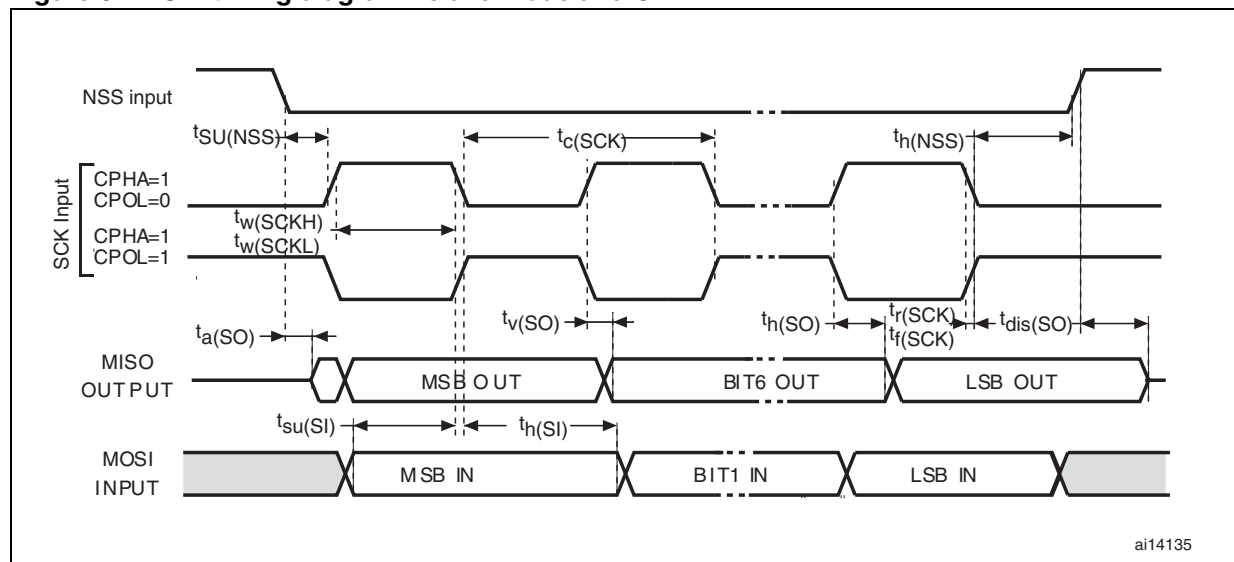 NSS input
tSU(NSS)
tc(SCK)
th(NSS)
SCK Input
CPHA=1
CPOL=0
tw(SCKH)
tw(SCKL)
CPHA=1
CPOL=1
ta(SO)
tv(SO)
th(SO)
tr(SCK)
tf(SCK)
tdis(SO)
MISO
OUTPUT
MSB OUT
BIT6 OUT
LSB OUT
tsu(SI)
th(SI)
MOSI
INPUT
MSB IN
BIT1 IN
LSB IN
ai14135